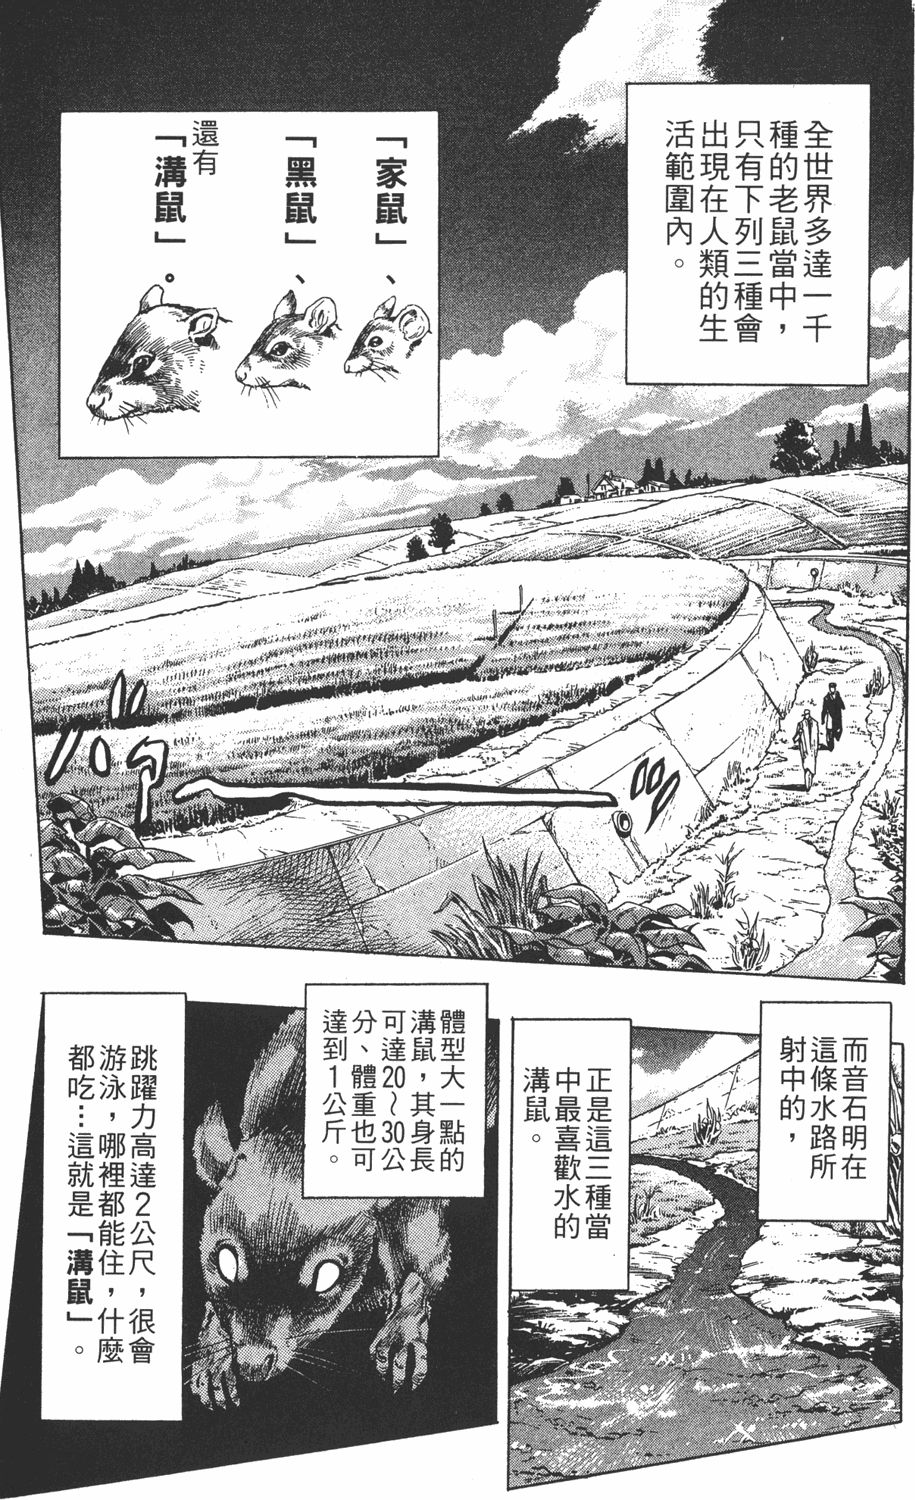 全世界多達一千
種的老鼠當中，
只有下列三種會
出現在人類的生
活範圍內。
「家鼠」、
「黑鼠」、
還有
「溝鼠」。
バグォ
而音石明在
這條水路所
射中的，
正是這三種當
中最喜歡水的
溝鼠。
體型大一點的
溝鼠，其身長
可達20～30公
分、體重也可
達到1公斤。
跳躍力高達2公尺，很會
游泳，哪裡都能住，什麼
都吃…這就是「溝鼠」。